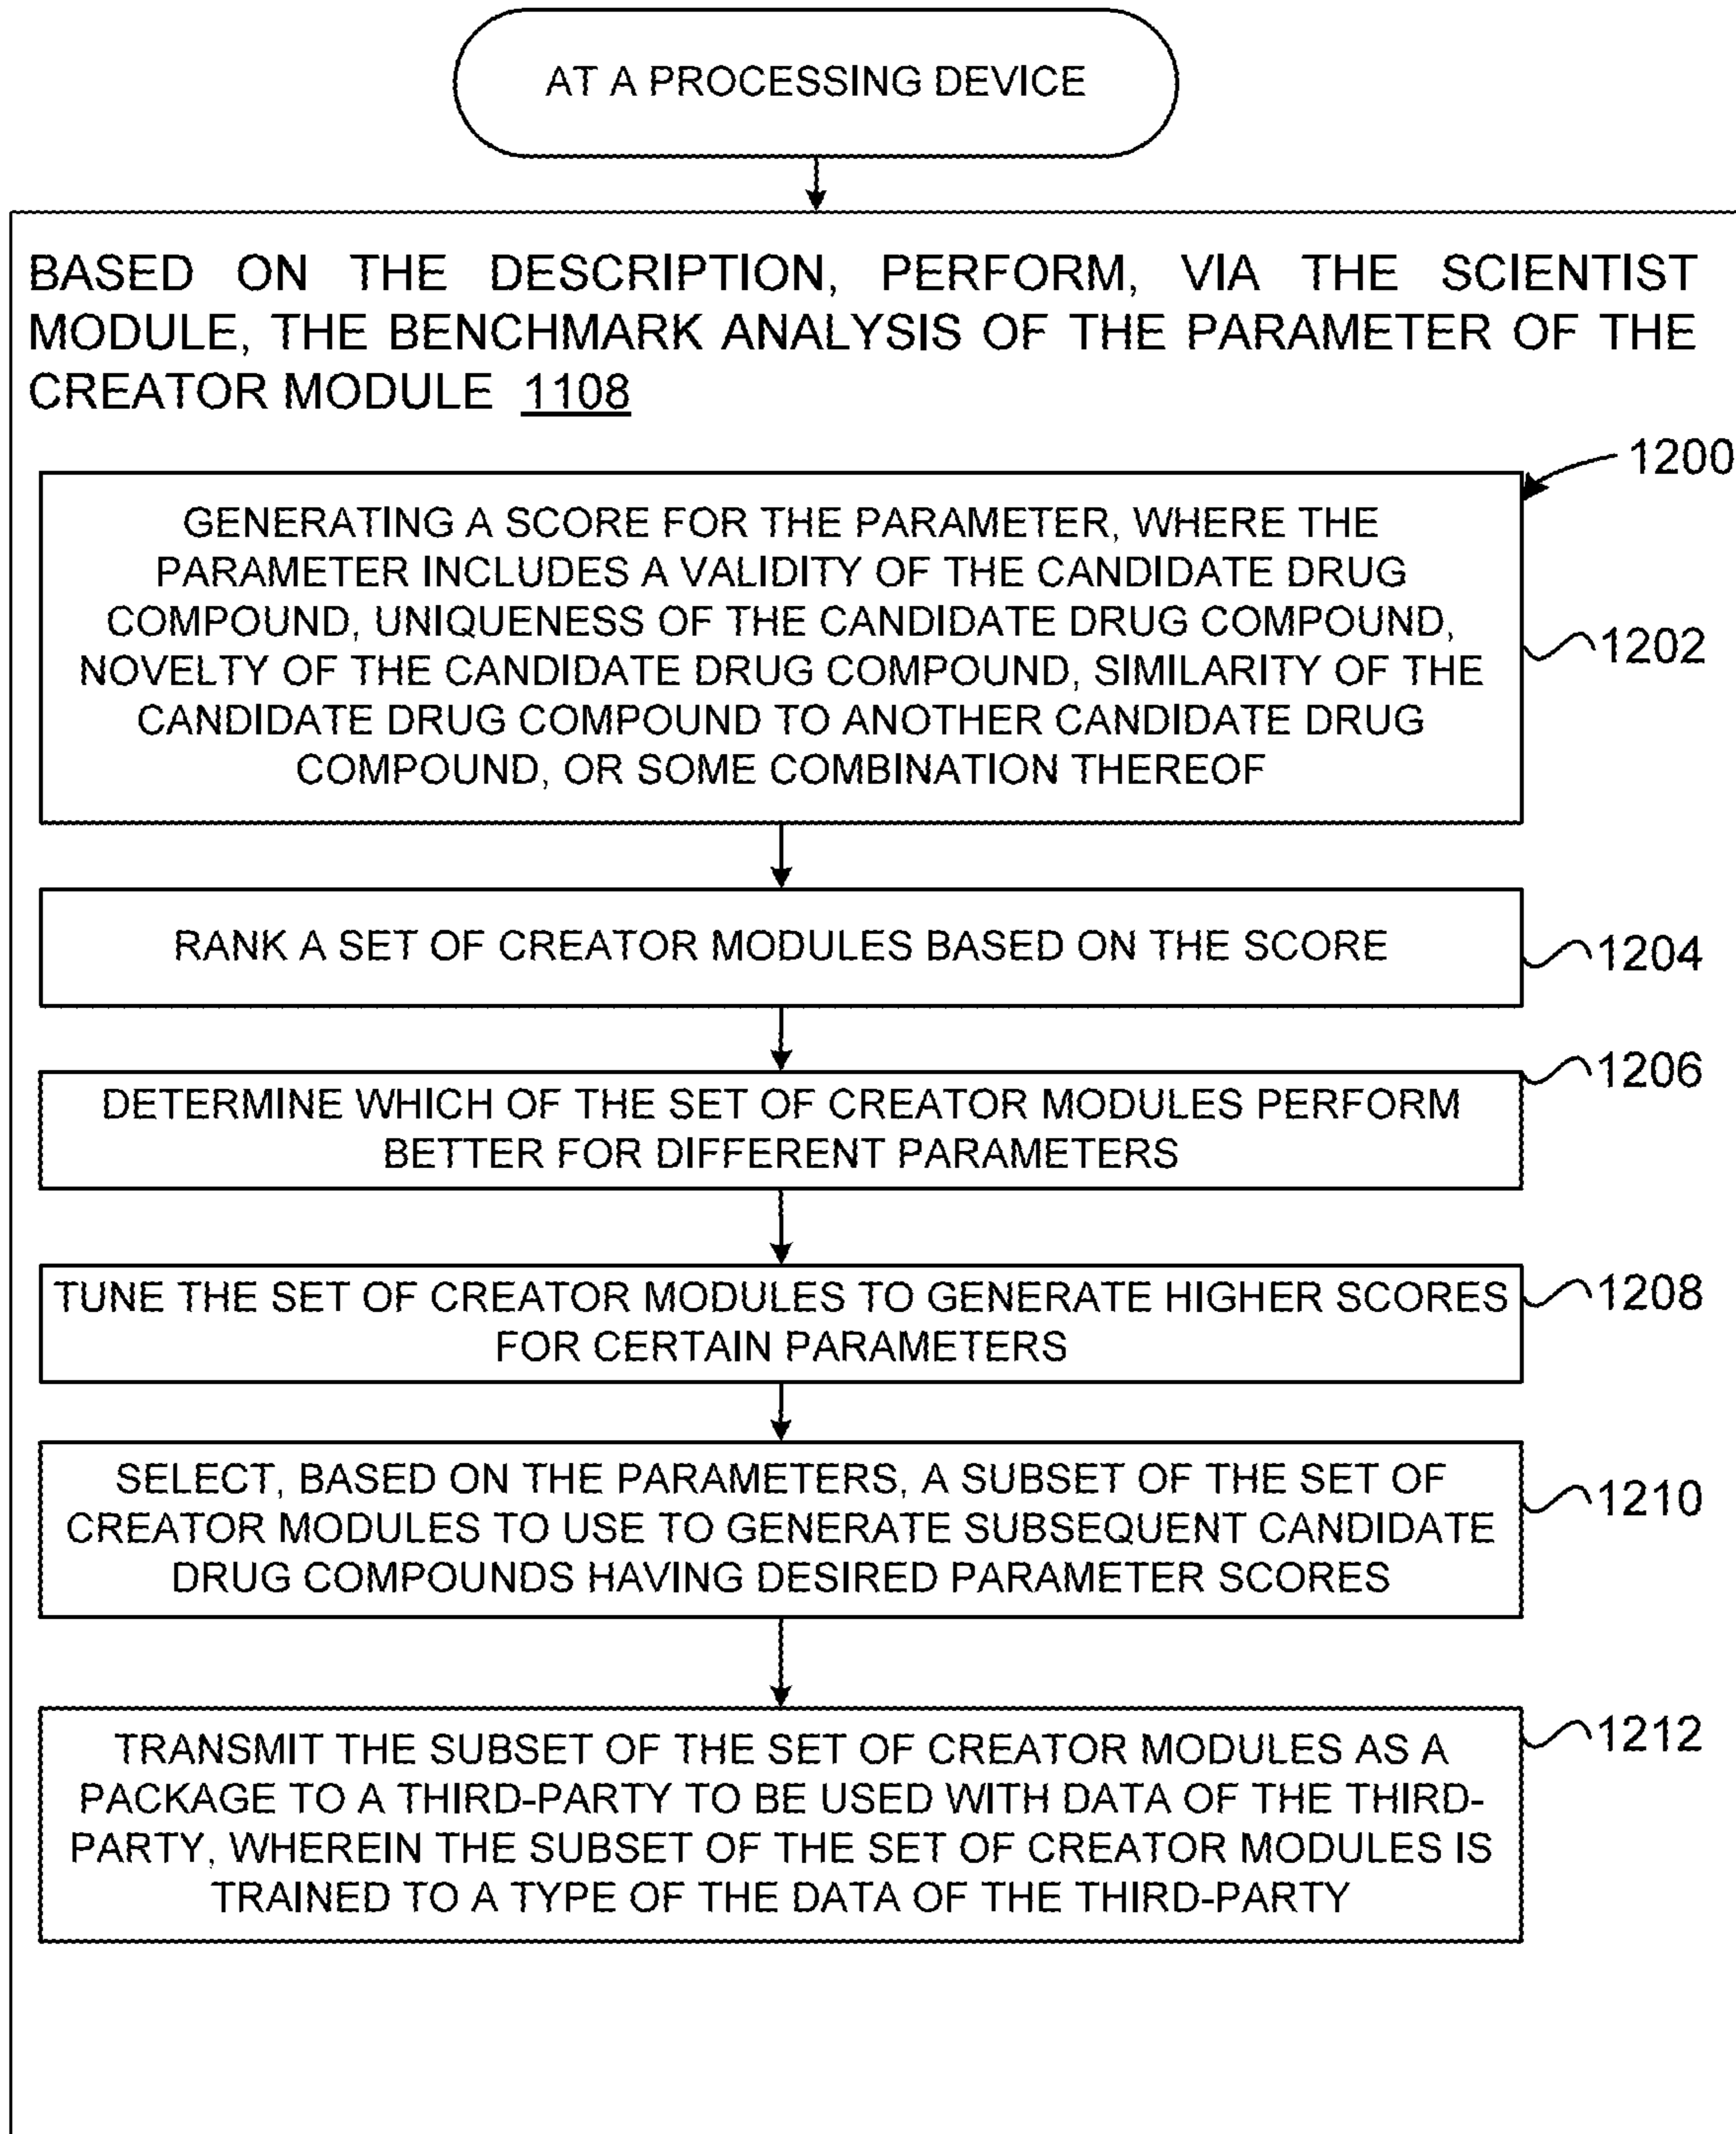 AT A PROCESSING DEVICE
BASED ON THE DESCRIPTION, PERFORM, VIA THE SCIENTIST
MODULE, THE BENCHMARK ANALYSIS OF THE PARAMETER OF THE
CREATOR MODULE 1108
1200
GENERATING A SCORE FOR THE PARAMETER, WHERE THE
PARAMETER INCLUDES A VALIDITY OF THE CANDIDATE DRUG
COMPOUND, UNIQUENESS OF THE CANDIDATE DRUG COMPOUND,
NOVELTY OF THE CANDIDATE DRUG COMPOUND, SIMILARITY OF THE
CANDIDATE DRUG COMPOUND TO ANOTHER CANDIDATE DRUG
COMPOUND, OR SOME COMBINATION THEREOF
1202
RANK A SET OF CREATOR MODULES BASED ON THE SCORE
1204
DETERMINE WHICH OF THE SET OF CREATOR MODULES PERFORM
BETTER FOR DIFFERENT PARAMETERS
1206
TUNE THE SET OF CREATOR MODULES TO GENERATE HIGHER SCORES
FOR CERTAIN PARAMETERS
1208
SELECT, BASED ON THE PARAMETERS, A SUBSET OF THE SET OF
CREATOR MODULES TO USE TO GENERATE SUBSEQUENT CANDIDATE
DRUG COMPOUNDS HAVING DESIRED PARAMETER SCORES
1210
TRANSMIT THE SUBSET OF THE SET OF CREATOR MODULES AS A
PACKAGE TO A THIRD-PARTY TO BE USED WITH DATA OF THE THIRD-
PARTY, WHEREIN THE SUBSET OF THE SET OF CREATOR MODULES IS
TRAINED TO A TYPE OF THE DATA OF THE THIRD-PARTY
1212